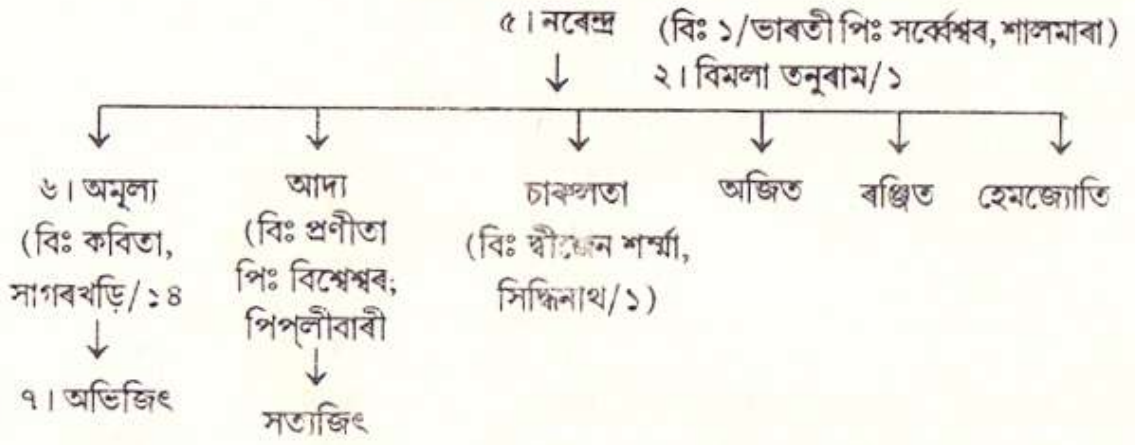 ৫। নৰেন্দ্ৰ (বিঃ ১/ভাৰতী পিঃ সৰ্ব্বেশ্বৰ, শালমাৰা)
২। বিমলা তনুৰাম/১
৬। অমূল্য আদ্য চাৰুলতা অজিত ৰঞ্জিত হেমজ্যোতি
(বিঃ কবিতা, (বিঃ প্ৰণীতা (বিঃ দ্বীজেন শৰ্ম্মা,
সাগৰখড়ি/১৪ পিঃ বিশ্বেশ্বৰ; সিদ্ধিনাথ/১)
পিপ্‌লীবাৰী
৭। অভিজিৎ সত্যজিৎ